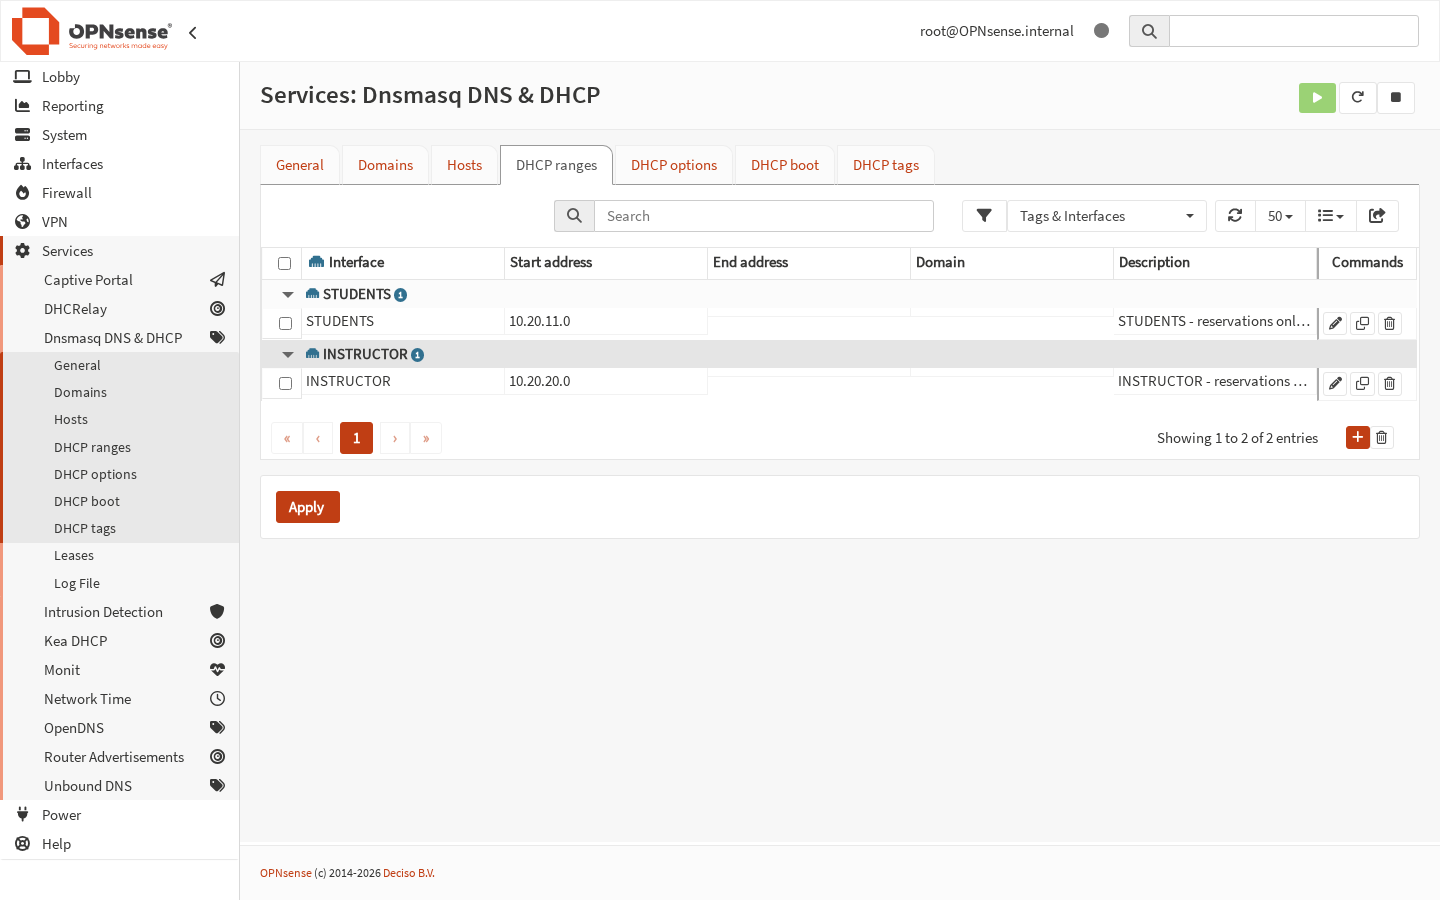 OPNsense®
Securing networks made easy
root@OPNsense.internal
Lobby
Reporting
System
Interfaces
Firewall
VPN
Services
Captive Portal
DHCRelay
Dnsmasq DNS & DHCP
General
Domains
Hosts
DHCP ranges
DHCP options
DHCP boot
DHCP tags
Leases
Log File
Intrusion Detection
Kea DHCP
Monit
Network Time
OpenDNS
Router Advertisements
Unbound DNS
Power
Help
Services: Dnsmasq DNS & DHCP
General Domains Hosts DHCP ranges DHCP options DHCP boot DHCP tags
Search Tags & Interfaces 50
Interface Start address End address Domain Description Commands
STUDENTS 1
STUDENTS 10.20.11.0 STUDENTS - reservations onl…
INSTRUCTOR 1
INSTRUCTOR 10.20.20.0 INSTRUCTOR - reservations …
« ‹ 1 › » Showing 1 to 2 of 2 entries
Apply
OPNsense (c) 2014-2026 Deciso B.V.